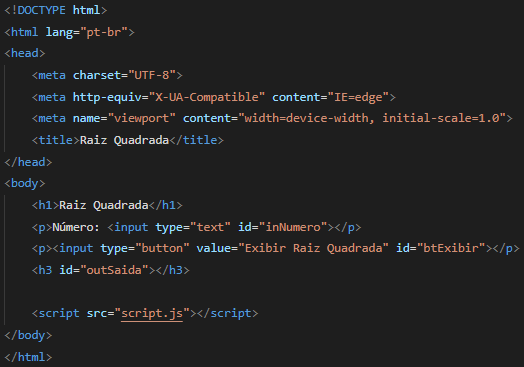 <!DOCTYPE html>
<html lang="pt-br">
<head>
    <meta charset="UTF-8">
    <meta http-equiv="X-UA-Compatible" content="IE=edge">
    <meta name="viewport" content="width=device-width, initial-scale=1.0">
    <title>Raiz Quadrada</title>
</head>
<body>
    <h1>Raiz Quadrada</h1>
    <p>Número: <input type="text" id="inNumero"></p>
    <p><input type="button" value="Exibir Raiz Quadrada" id="btExibir"></p>
    <h3 id="outSaida"></h3>

    <script src="script.js"></script>
</body>
</html>